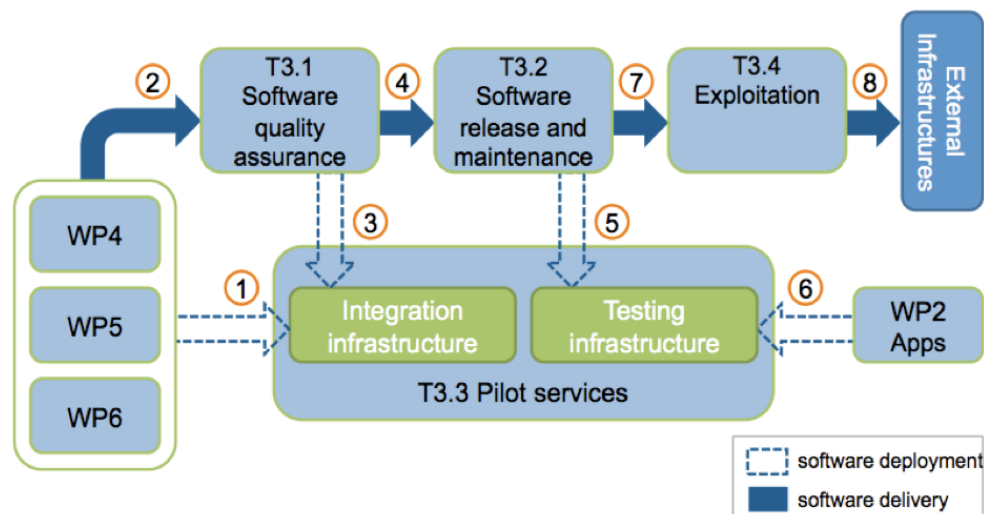 2
T3.1
Software
quality
assurance
4
T3.2
Software
release and
maintenance
7
T3.4
Exploitation
8
External
Infrastructures
WP4
WP5
WP6
3
5
1
Integration
infrastructure
Testing
infrastructure
6
WP2
Apps
T3.3 Pilot services
software deployment
software delivery